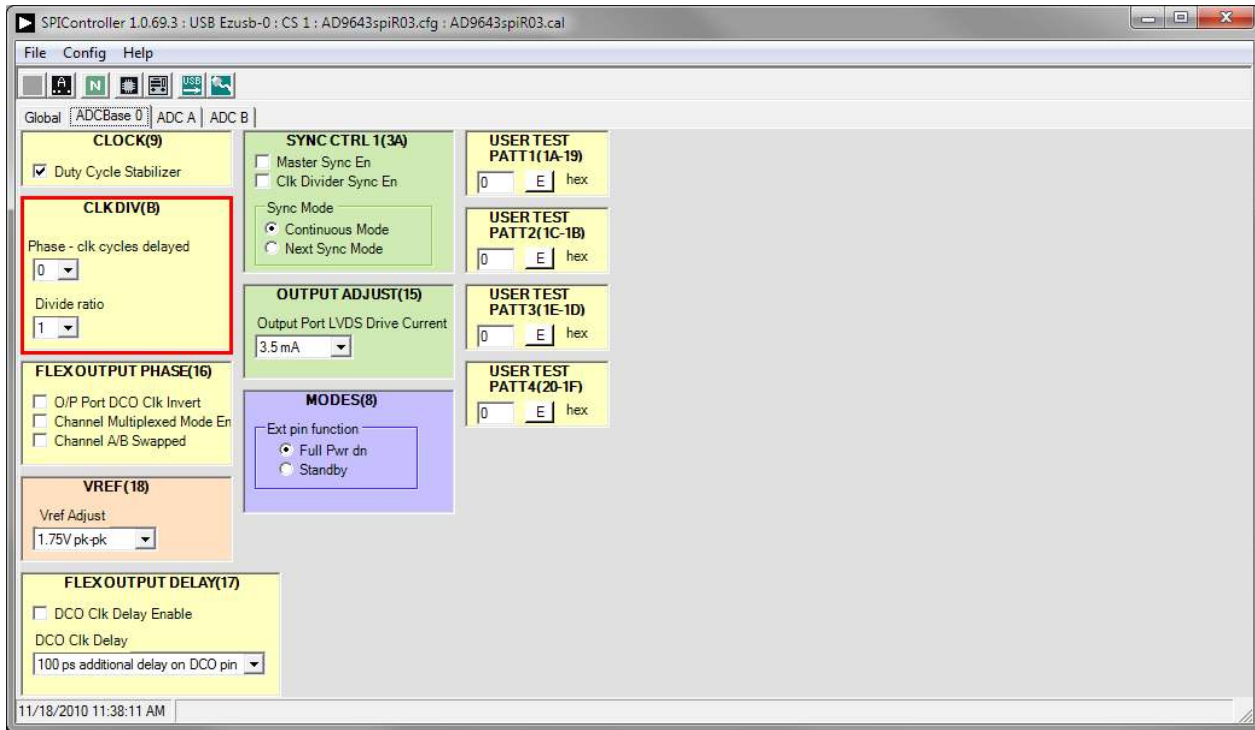 SPIController 1.0.69.3 : USB Ezusb-0 : CS 1 : AD9643spiR03.cfg : AD9643spiR03.cal
File Config Help
A N USB
Global ADCBase 0 ADC A ADC B
CLOCK(9)
Duty Cycle Stabilizer
CLKDIV(B)
Phase - clk cycles delayed
0
Divide ratio
1
FLEX OUTPUT PHASE(16)
O/P Port DCO Clk Invert
Channel Multiplexed Mode En
Channel A/B Swapped
VREF(18)
Vref Adjust
1.75V pk-pk
FLEX OUTPUT DELAY(17)
DCO Clk Delay Enable
DCO Clk Delay
100 ps additional delay on DCO pin
SYNC CTRL 1(3A)
Master Sync En
Clk Divider Sync En
Sync Mode
Continuous Mode
Next Sync Mode
OUTPUT ADJUST(15)
Output Port LVDS Drive Current
3.5 mA
MODES(8)
Ext pin function
Full Pwr dn
Standby
USER TEST
PATT1(1A-19)
0 E hex
USER TEST
PATT2(1C-1B)
0 E hex
USER TEST
PATT3(1E-1D)
0 E hex
USER TEST
PATT4(20-1F)
0 E hex
11/18/2010 11:38:11 AM